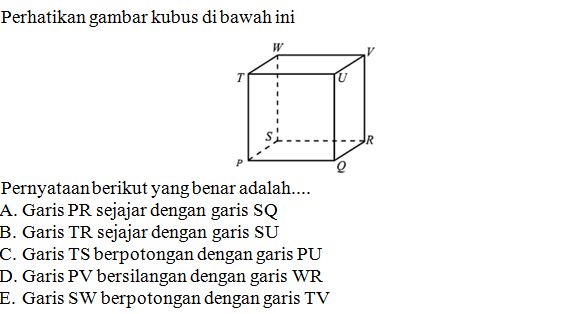 Perhatikan gambar kubus di bawah ini
W
V
T
U
S
R
P
Q
Pernyataan berikut yang benar adalah....
A. Garis PR sejajar dengan garis SQ
B. Garis TR sejajar dengan garis SU
C. Garis TS berpotongan dengan garis PU
D. Garis PV bersilangan dengan garis WR
E. Garis SW berpotongan dengan garis TV